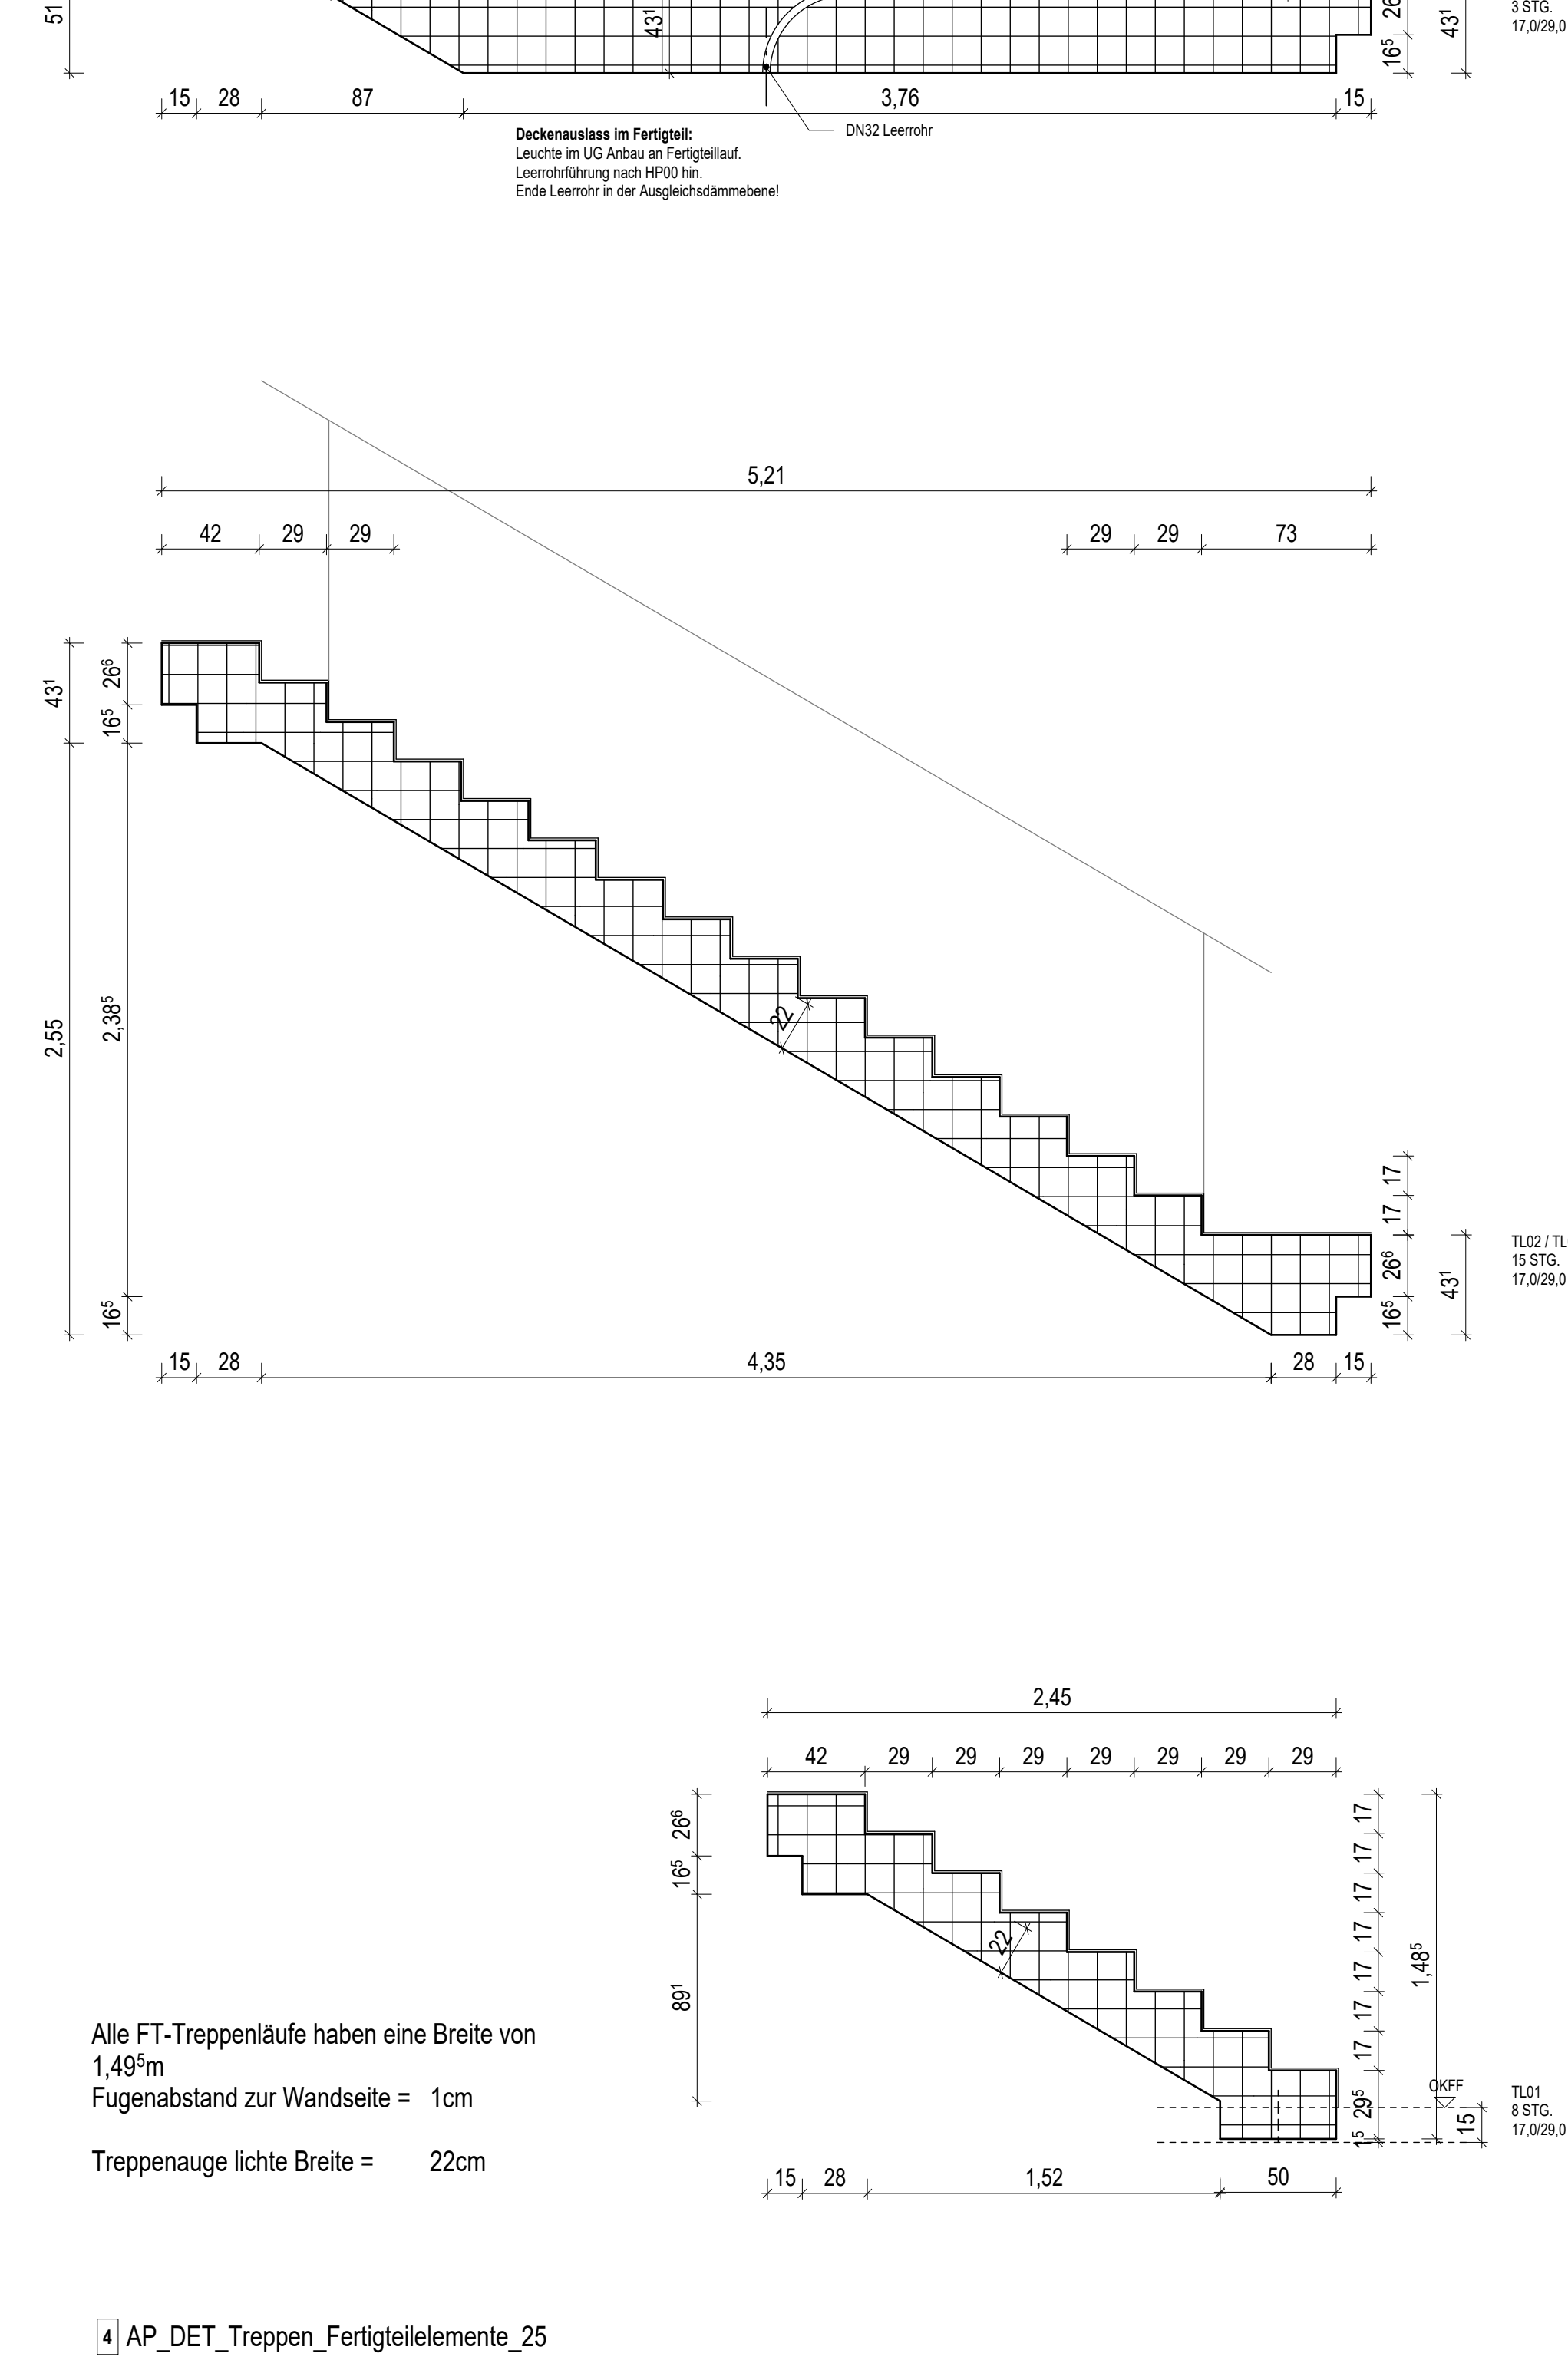 51
43¹
26
16⁵
43¹
3 STG.
17,0/29,0
15 28 87 3,76 15
Deckenauslass im Fertigteil:
Leuchte im UG Anbau an Fertigteillauf.
Leerrohrführung nach HP00 hin.
Ende Leerrohr in der Ausgleichsdämmebene!
DN32 Leerrohr
5,21
42 29 29 29 29 73
43¹
26⁶
16⁵
2,55
2,38⁵
16⁵
22
17
17
26⁶
16⁵
43¹
TL02 / TL
15 STG.
17,0/29,0
15 28 4,35 28 15
2,45
42 29 29 29 29 29 29 29
26⁶
16⁵
89¹
22
17
17
17
17
17
17
17
29⁵
1⁵
1,48⁵
OKFF
15
TL01
8 STG.
17,0/29,0
15 28 1,52 50
Alle FT-Treppenläufe haben eine Breite von
1,49⁵m
Fugenabstand zur Wandseite = 1cm
Treppenauge lichte Breite = 22cm
4 AP_DET_Treppen_Fertigteilelemente_25